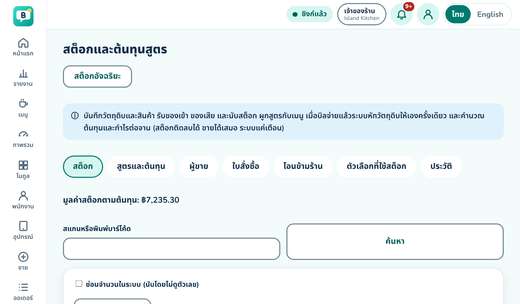 B
ซิงก์แล้ว
เจ้าของร้าน
Island Kitchen
9+
ไทย
English
หน้าแรก
รายงาน
เมนู
ภาพรวม
โมดูล
พนักงาน
อุปกรณ์
ขาย
ออเดอร์
สต็อกและต้นทุนสูตร
สต็อกอัจฉริยะ
บันทึกวัตถุดิบและสินค้า รับของเข้า ของเสีย และนับสต็อก ผูกสูตรกับเมนู เมื่อบิลจ่ายแล้วระบบหักวัตถุดิบให้เองครั้งเดียว และคำนวณ
ต้นทุนและกำไรต่อจาน (สต็อกติดลบได้ ขายได้เสมอ ระบบแค่เตือน)
สต็อก
สูตรและต้นทุน
ผู้ขาย
ใบสั่งซื้อ
โอนข้ามร้าน
ตัวเลือกที่ใช้สต็อก
ประวัติ
มูลค่าสต็อกตามต้นทุน: ฿7,235.30
สแกนหรือพิมพ์บาร์โค้ด
ค้นหา
ซ่อนจำนวนในระบบ (นับโดยไม่ดูตัวเลข)